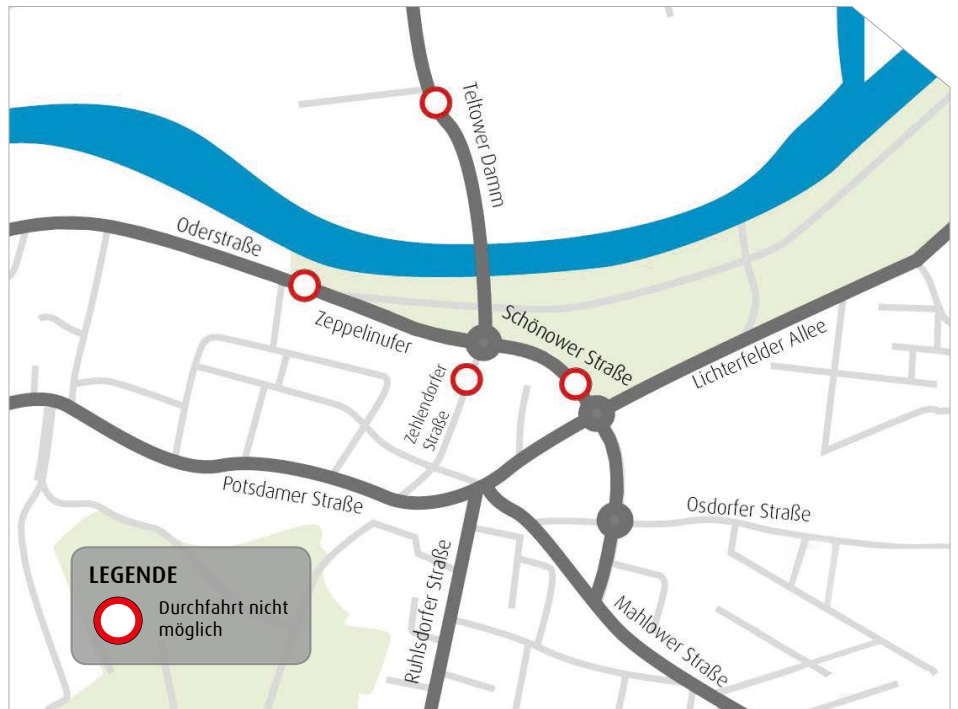 Teltower Damm
Oderstraße
Zeppelinufer
Schönower Straße
Lichterfelder Allee
Zehlendorfer
Straße
Potsdamer Straße
Osdorfer Straße
Ruhlsdorfer Straße
Mahlower Straße
LEGENDE
Durchfahrt nicht
möglich